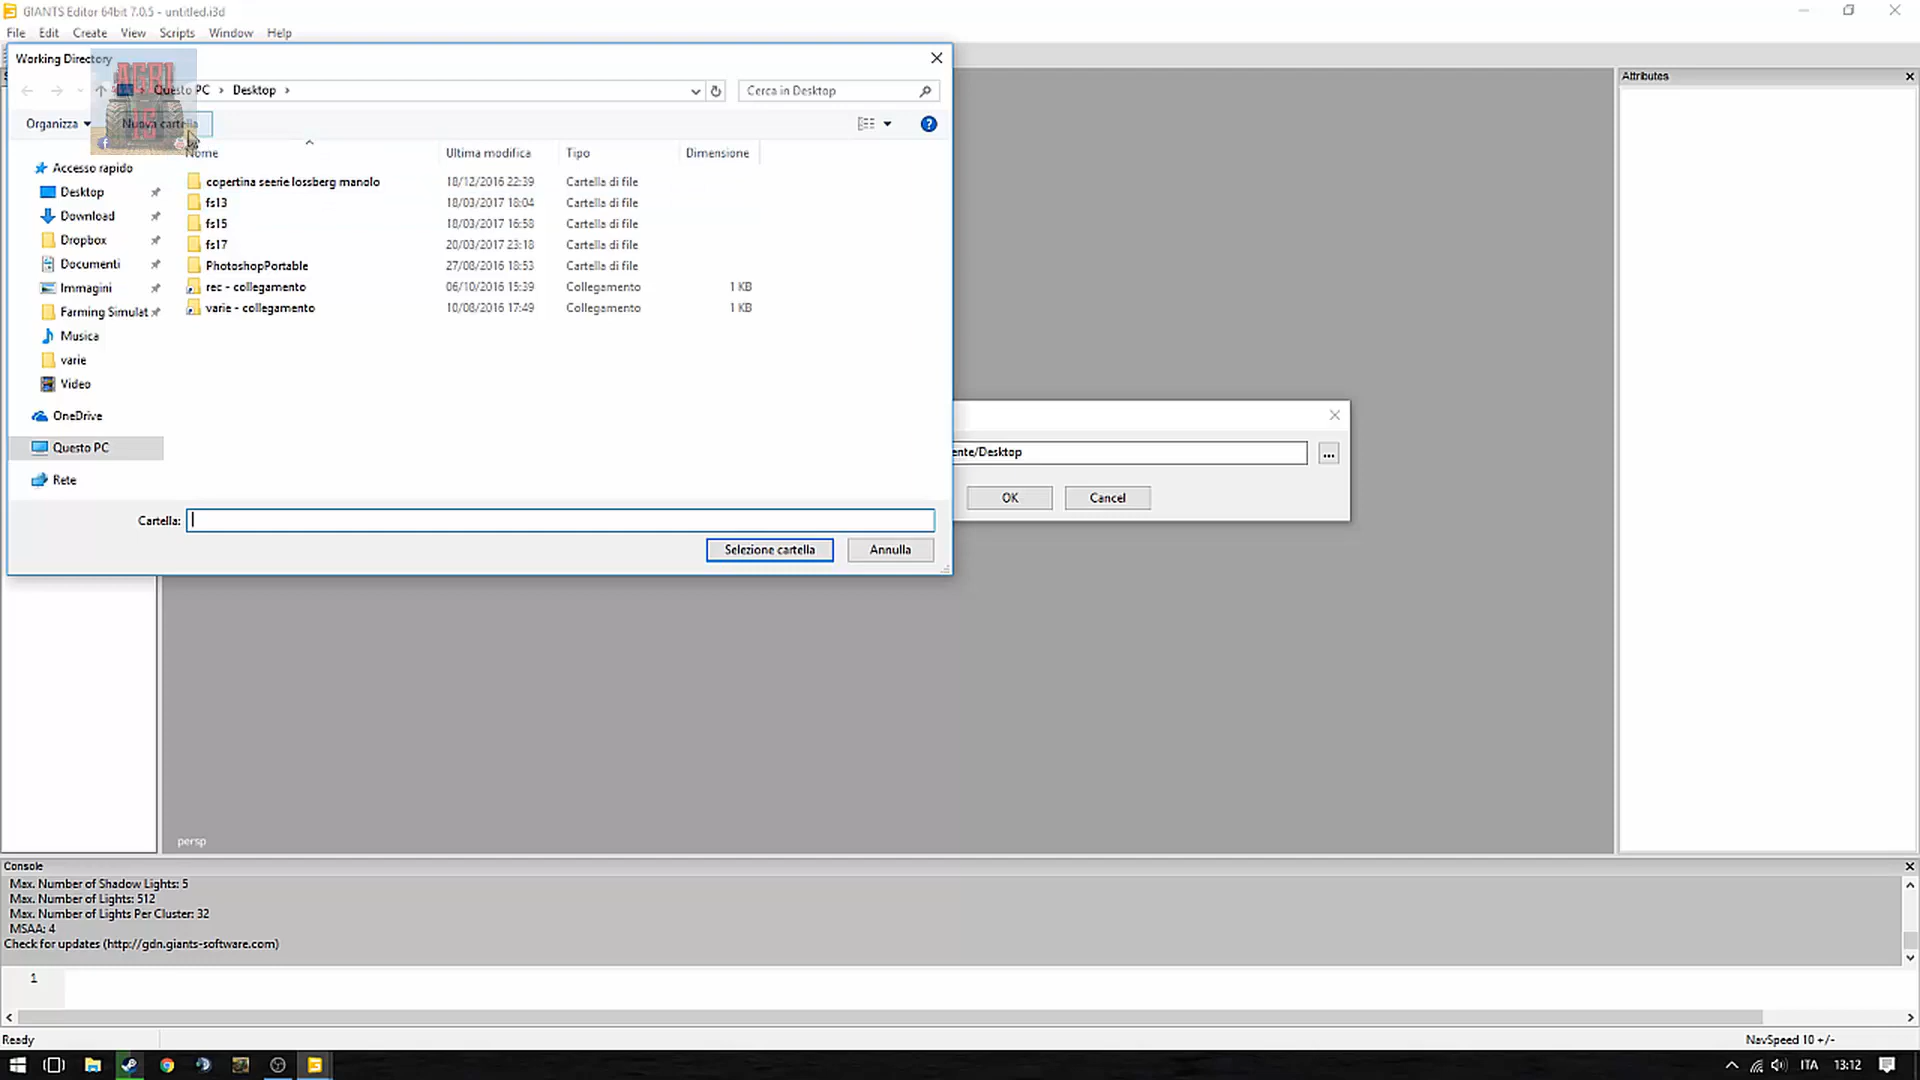 GIANTS Editor 64bit 7.0.5 - untitled.i3d
File Edit Create View Scripts Window Help
Working Directory
AGRI
Questo PC > Desktop >
Cerca in Desktop
Organizza
Nuova cartella
Nome Ultima modifica Tipo Dimensione
Accesso rapido
Desktop
Download
Dropbox
Documenti
Immagini
Farming Simulat
Musica
varie
Video
OneDrive
Questo PC
Rete
copertina seerie lossberg manolo 18/12/2016 22:39 Cartella di file
fs13 18/03/2017 18:04 Cartella di file
fs15 18/03/2017 16:58 Cartella di file
fs17 20/03/2017 23:18 Cartella di file
PhotoshopPortable 27/08/2016 18:53 Cartella di file
rec - collegamento 06/10/2016 15:39 Collegamento 1 KB
varie - collegamento 10/08/2016 17:49 Collegamento 1 KB
Cartella:
Selezione cartella Annulla
ente/Desktop
...
OK Cancel
Attributes
persp
Console
Max. Number of Shadow Lights: 5
Max. Number of Lights: 512
Max. Number of Lights Per Cluster: 32
MSAA: 4
Check for updates (http://gdn.giants-software.com)
1
Ready
NavSpeed 10 +/-
ITA 13:12